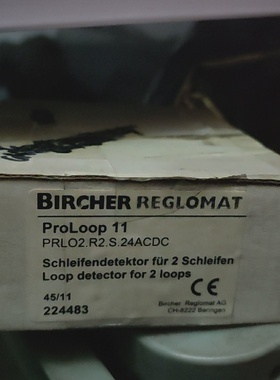 BIRCHER REGLOMAT
ProLoop 11
PRLO2.R2.S.24ACDC
Schleifendetektor für 2 Schleifen
Loop detector for 2 loops
45/11
224483
CE
Bircher Reglomat AG
CH-8222 Beringen